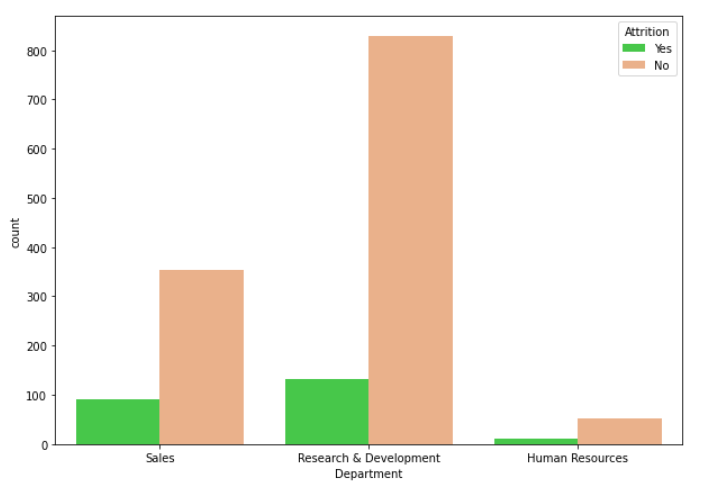 Attrition
Yes
No
800
700
600
500
400
300
200
100
0
count
Sales
Research & Development
Human Resources
Department